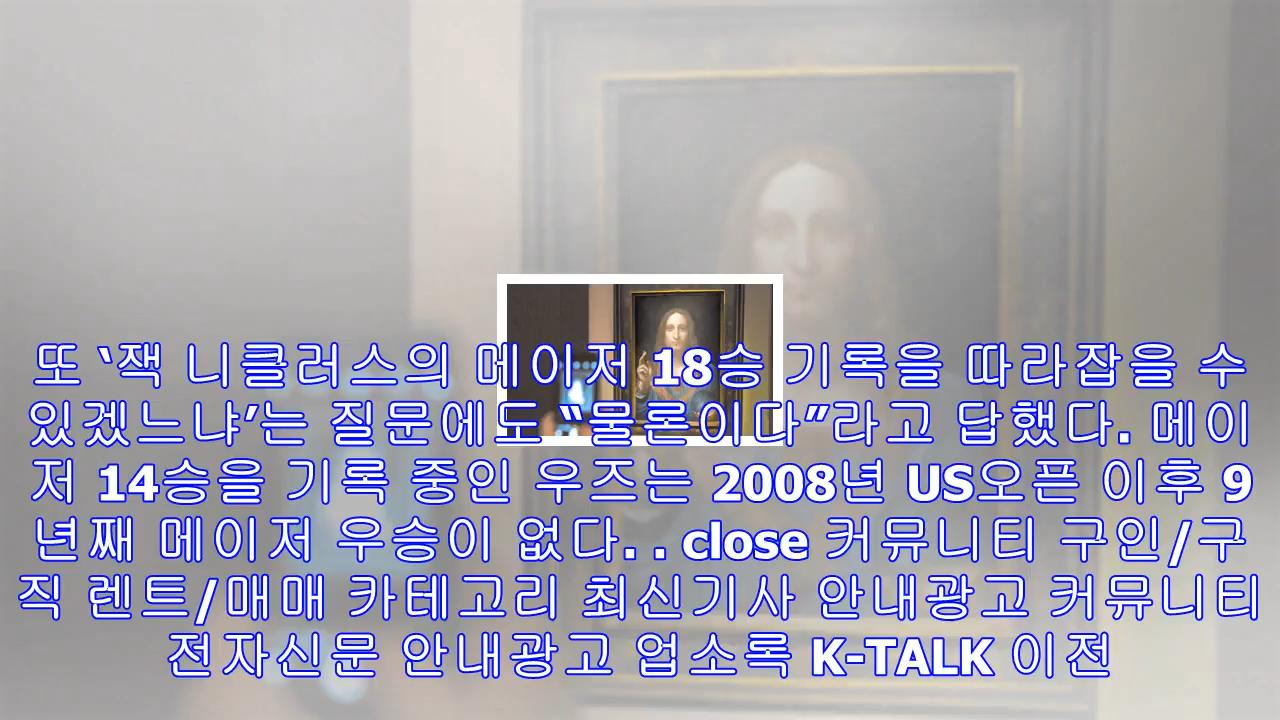 또 ‘잭 니클러스의 메이저 18승 기록을 따라잡을 수
있겠느냐’는 질문에도 “물론이다”라고 답했다. 메이
저 14승을 기록 중인 우즈는 2008년 US오픈 이후 9
년째 메이저 우승이 없다. . close 커뮤니티 구인/구
직 렌트/매매 카테고리 최신기사 안내광고 커뮤니티
전자신문 안내광고 업소록 K-TALK 이전